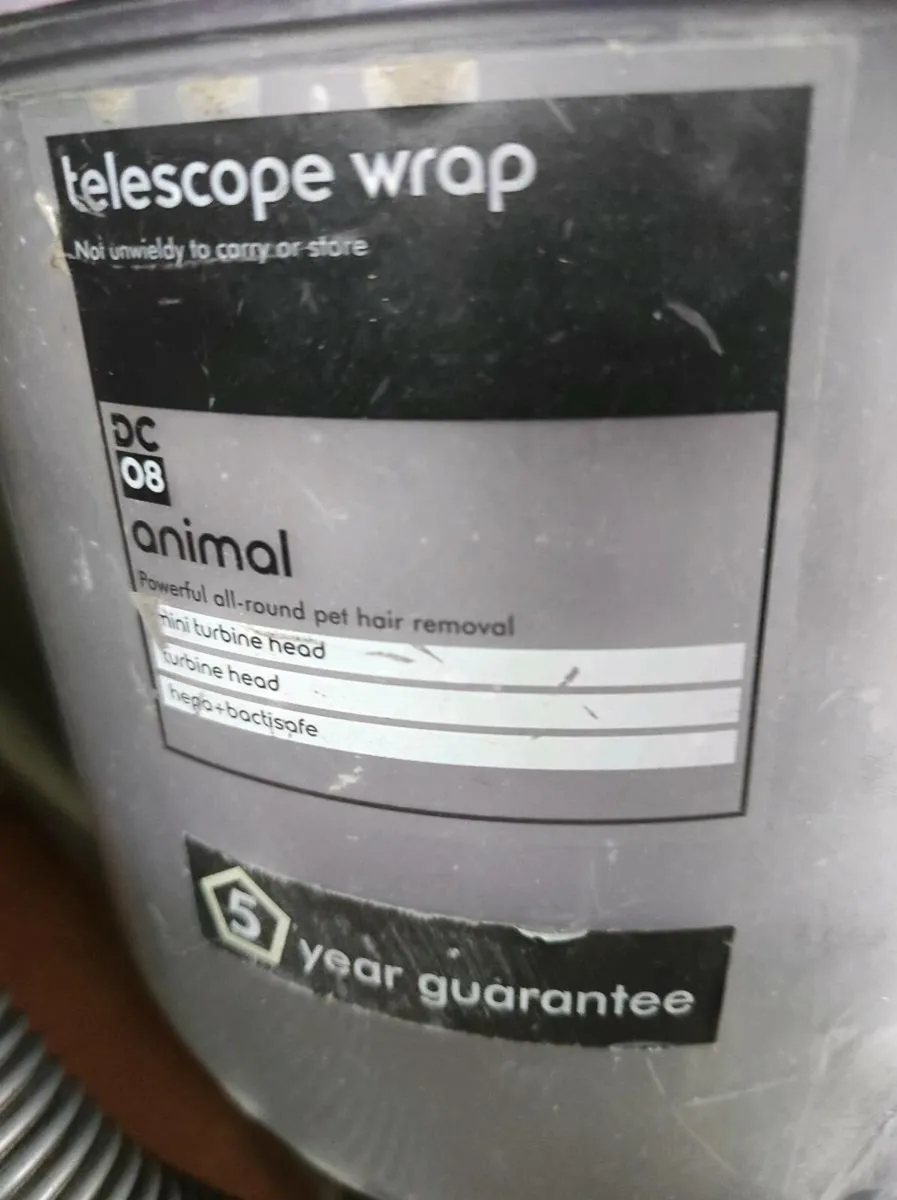 telescope wrap
Not unwieldy to carry or store
DC
08
animal
Powerful all-round pet hair removal
mini turbine head
turbine head
hepa+bactisafe
5 year guarantee